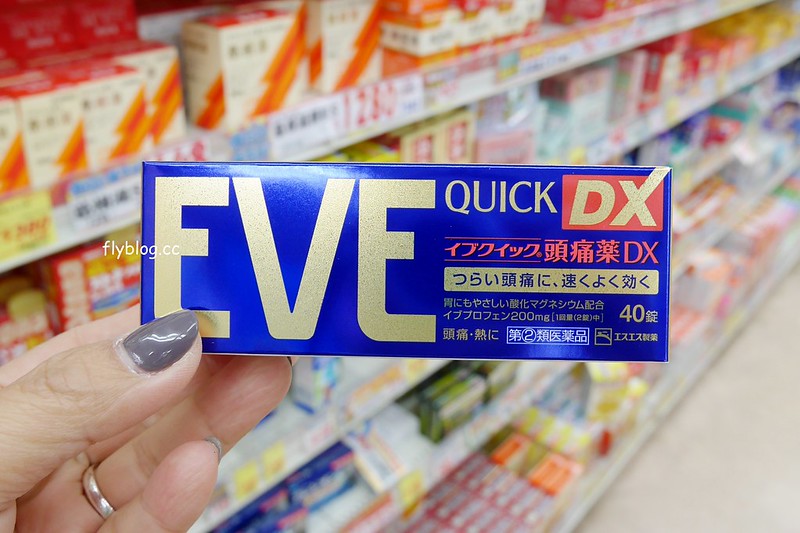 1280
EVE
QUICK DX
イブクイック®頭痛薬DX
つらい頭痛に、速くよく効く
胃にもやさしい酸化マグネシウム配合
イブプロフェン200mg[1回量(2錠)中]
40錠
頭痛・熱に
第②類医薬品
エスエス製薬
flyblog.cc